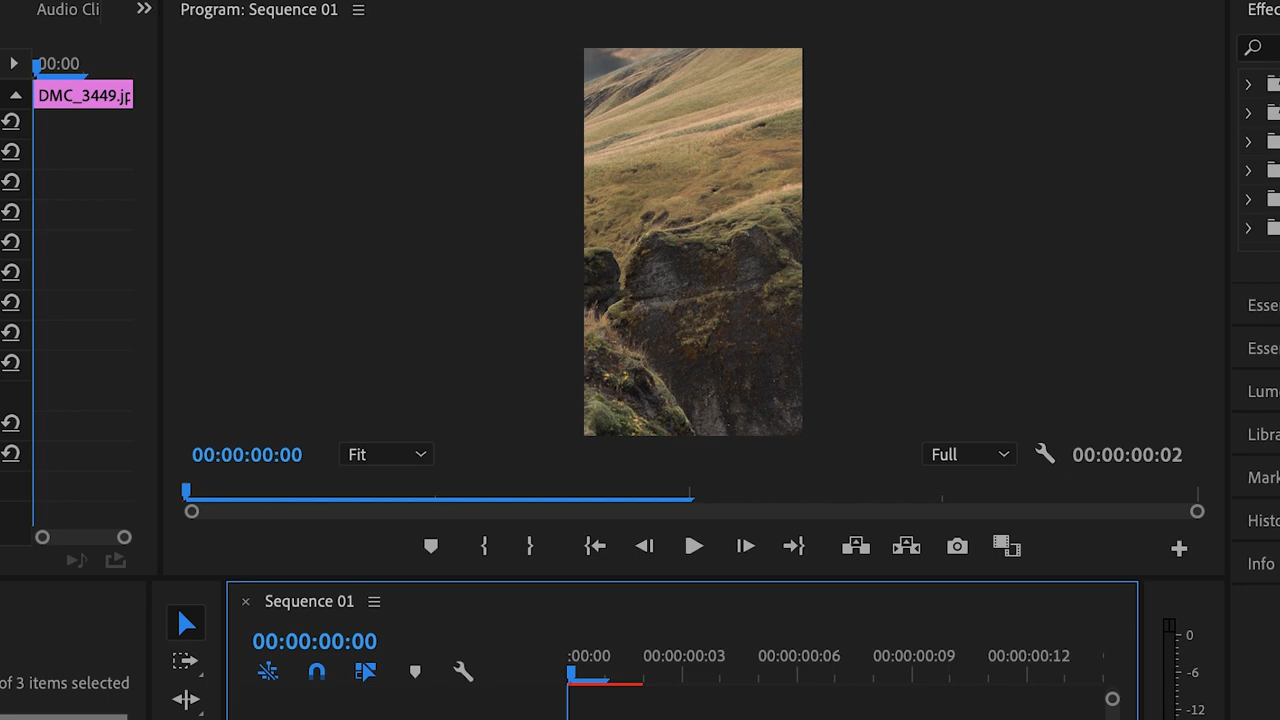 Audio Cli
Program: Sequence 01
Effec
00:00
DMC_3449.jp
Esse
Esse
Lum
Libra
Mark
Histo
Info
00:00:00:00
Fit
Full
00:00:00:02
Sequence 01
00:00:00:00
:00:00
00:00:00:03
00:00:00:06
00:00:00:09
00:00:00:12
of 3 items selected
0
-6
-12